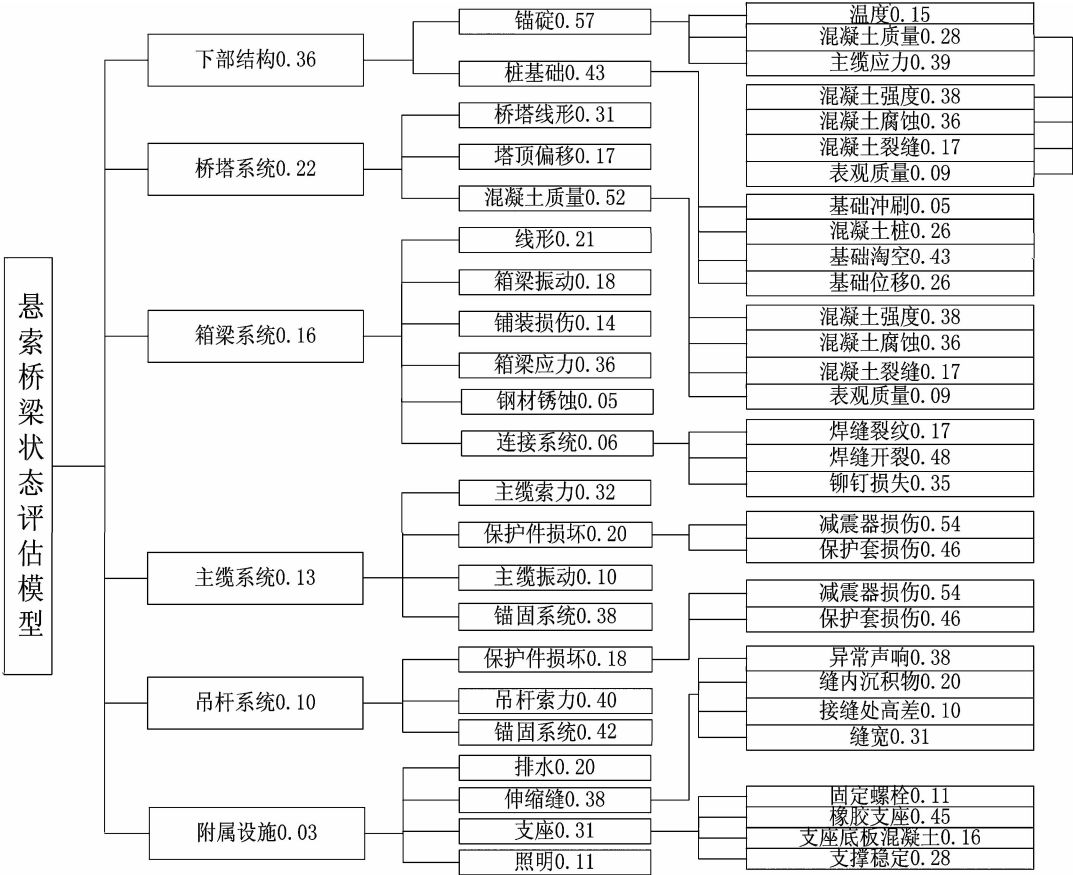 悬索桥梁状态评估模型
下部结构0.36
桥塔系统0.22
箱梁系统0.16
主缆系统0.13
吊杆系统0.10
附属设施0.03
锚碇0.57
桩基础0.43
桥塔线形0.31
塔顶偏移0.17
混凝土质量0.52
线形0.21
箱梁振动0.18
铺装损伤0.14
箱梁应力0.36
钢材锈蚀0.05
连接系统0.06
主缆索力0.32
保护件损坏0.20
主缆振动0.10
锚固系统0.38
保护件损坏0.18
吊杆索力0.40
锚固系统0.42
排水0.20
伸缩缝0.38
支座0.31
照明0.11
温度0.15
混凝土质量0.28
主缆应力0.39
混凝土强度0.38
混凝土腐蚀0.36
混凝土裂缝0.17
表观质量0.09
基础冲刷0.05
混凝土桩0.26
基础淘空0.43
基础位移0.26
混凝土强度0.38
混凝土腐蚀0.36
混凝土裂缝0.17
表观质量0.09
焊缝裂纹0.17
焊缝开裂0.48
铆钉损失0.35
减震器损伤0.54
保护套损伤0.46
减震器损伤0.54
保护套损伤0.46
异常声响0.38
缝内沉积物0.20
接缝处高差0.10
缝宽0.31
固定螺栓0.11
橡胶支座0.45
支座底板混凝土0.16
支撑稳定0.28